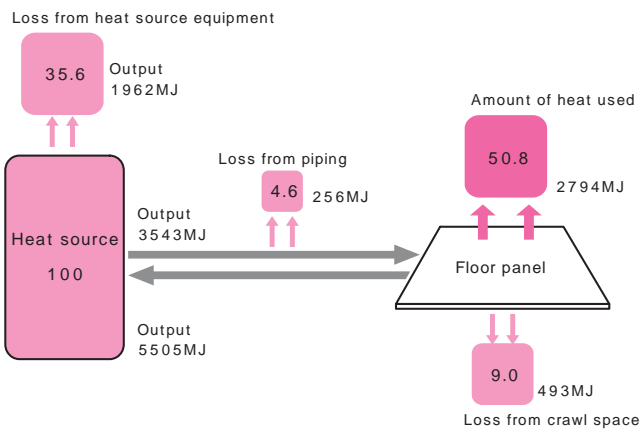 Loss from heat source equipment
35.6
Output
1962MJ
Amount of heat used
50.8
2794MJ
Loss from piping
4.6
256MJ
Heat source
100
Output
3543MJ
Floor panel
Output
5505MJ
9.0
493MJ
Loss from crawl space